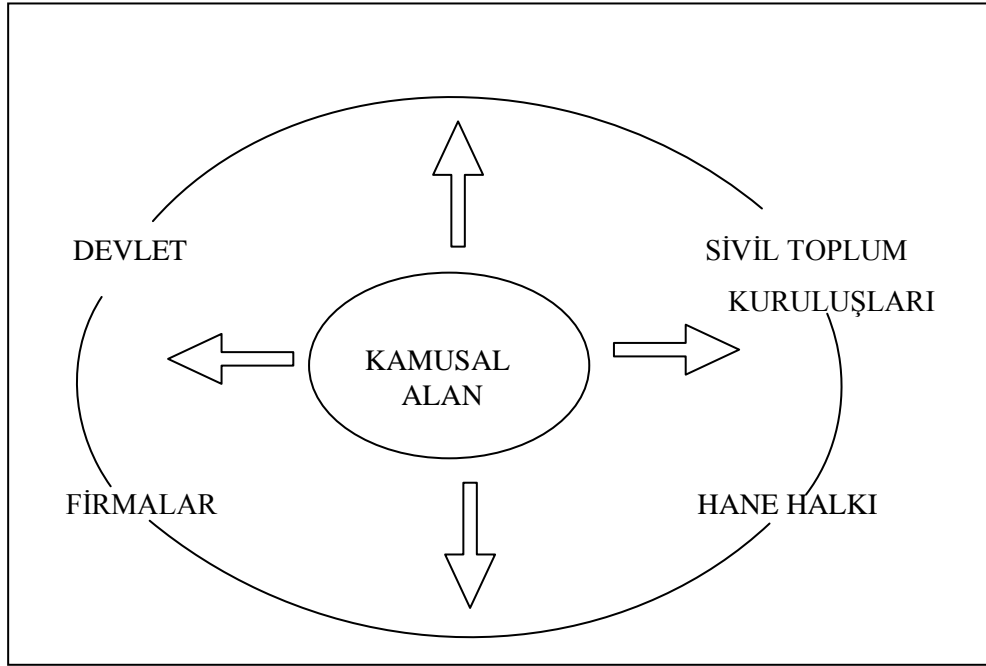 DEVLET
SİVİL TOPLUM
KURULUŞLARI
KAMUSAL
ALAN
FİRMALAR
HANE HALKI